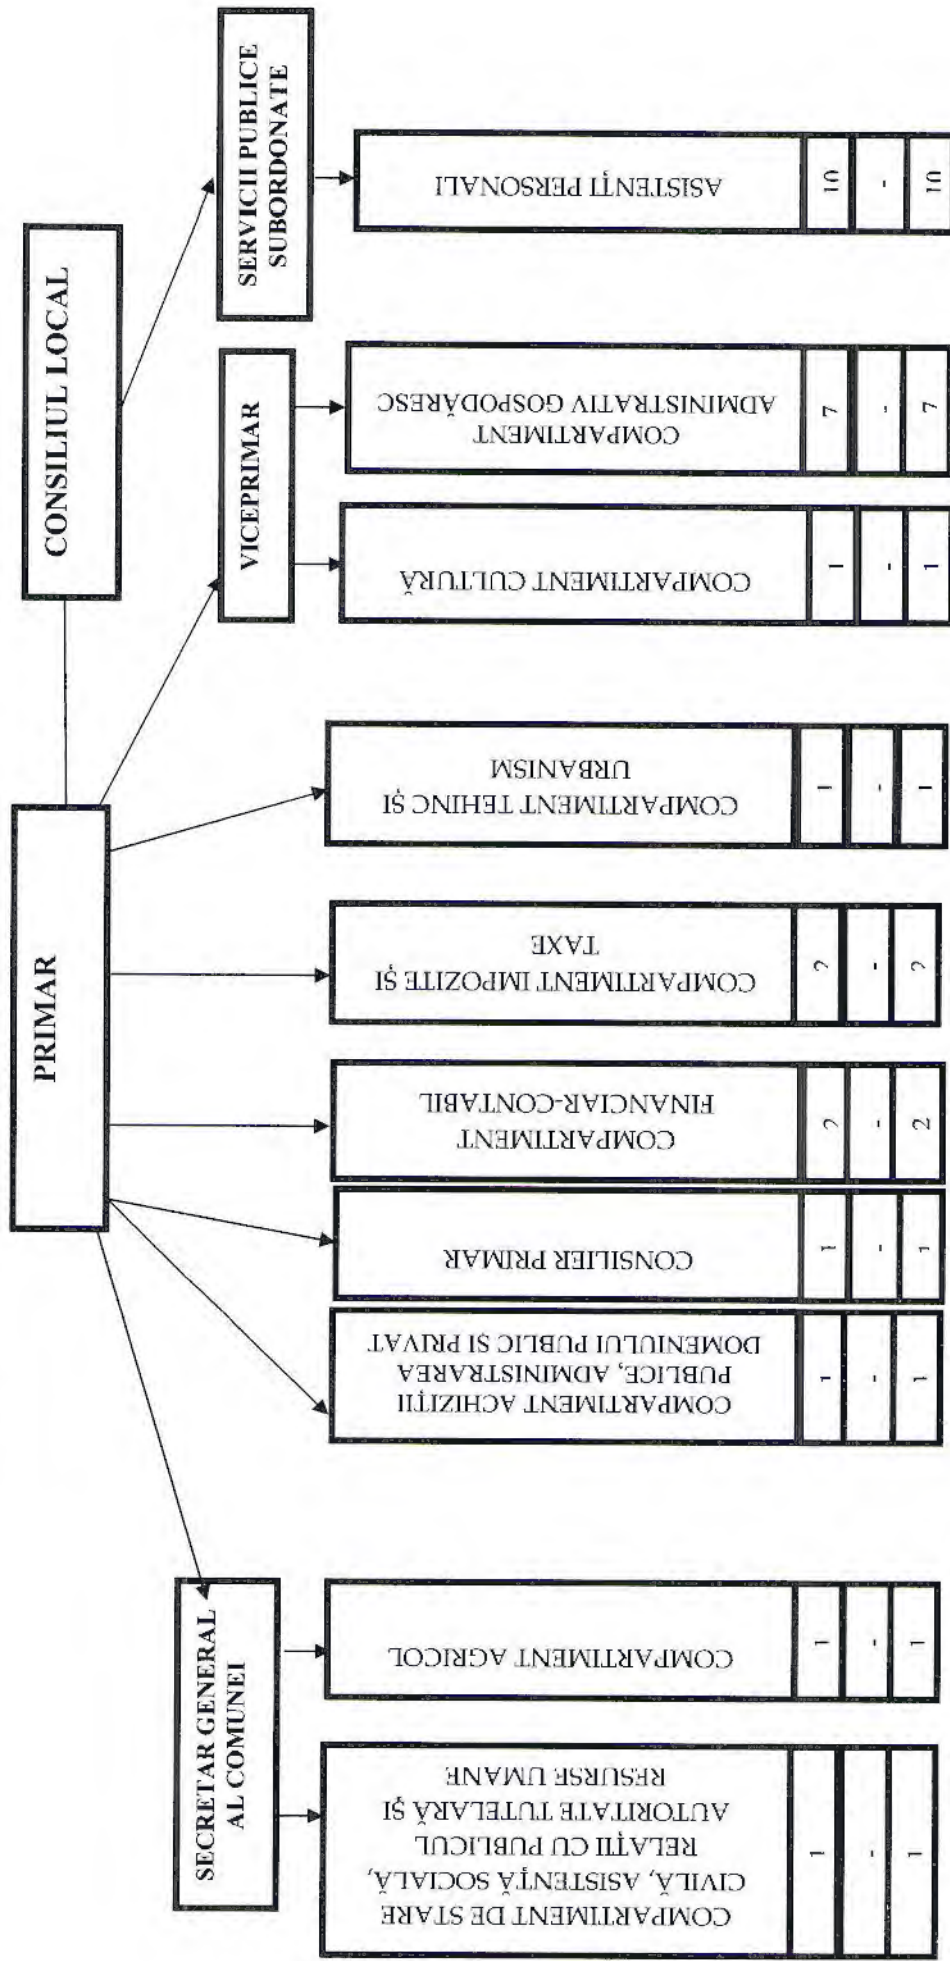 CONSILIUL LOCAL
PRIMAR
SERVICII PUBLICE
SUBORDONATE
VICEPRIMAR
SECRETAR GENERAL
AL COMUNEI
COMPARTIMENT DE STARE
CIVILĂ, ASISTENȚĂ SOCIALĂ,
RELAȚII CU PUBLICUL
AUTORITATE TUTELARĂ ȘI
RESURSE UMANE
1
-
1
COMPARTIMENT AGRICOL
1
-
1
COMPARTIMENT ACHIZIȚII
PUBLICE, ADMINISTRAREA
DOMENIULUI PUBLIC SI PRIVAT
1
-
1
CONSILIER PRIMAR
1
-
1
COMPARTIMENT
FINANCIAR-CONTABIL
2
-
2
COMPARTIMENT IMPOZITE ȘI
TAXE
2
-
2
COMPARTIMENT TEHINC ȘI
URBANISM
1
-
1
COMPARTIMENT CULTURĂ
1
-
1
COMPARTIMENT
ADMINISTRATIV GOSPODĂRESC
7
-
7
ASISTENȚI PERSONALI
10
-
10